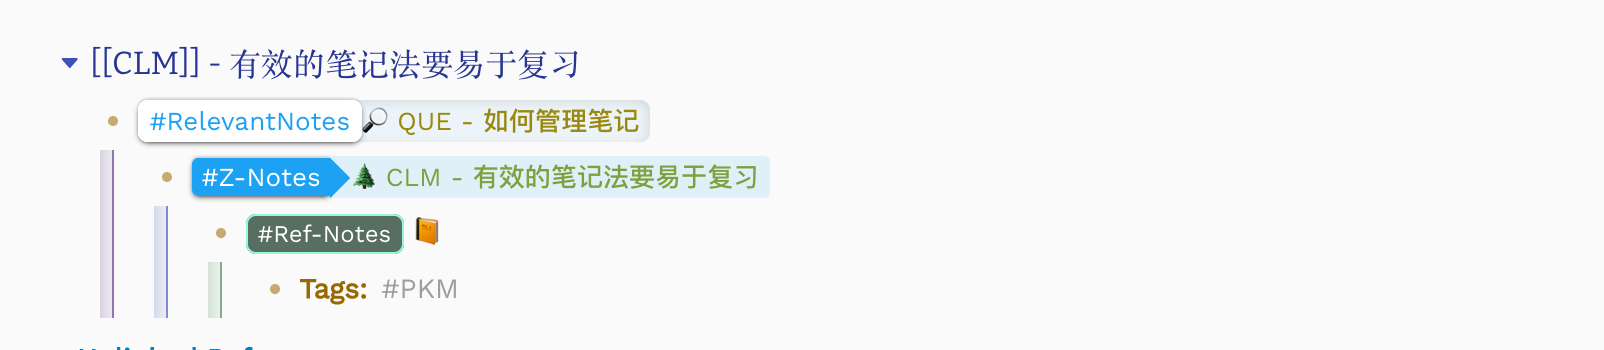 [[CLM]] - 有效的笔记法要易于复习
#RelevantNotes QUE - 如何管理笔记
#Z-Notes CLM - 有效的笔记法要易于复习
#Ref-Notes
Tags: #PKM